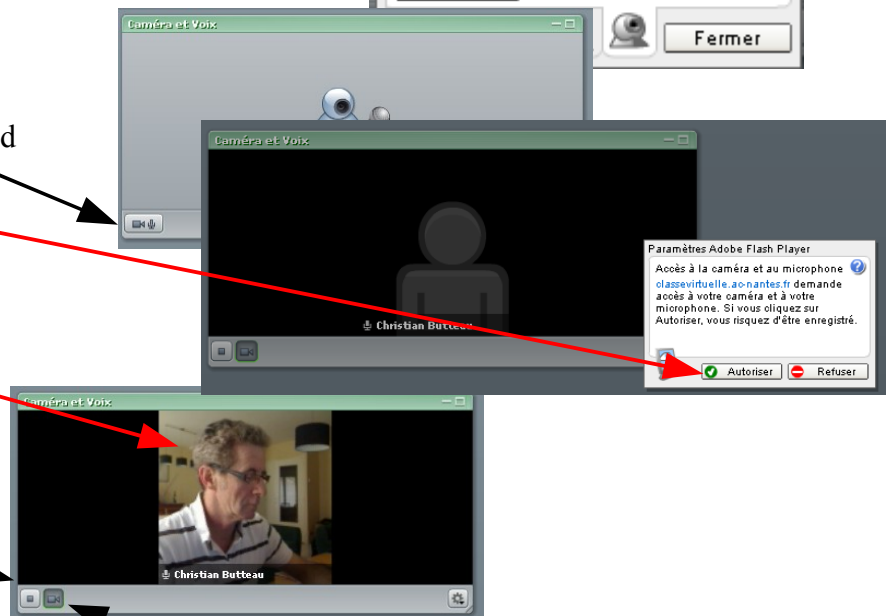 Fermer
Caméra et Voix
d
Caméra et Voix
Christian Butteau
Paramètres Adobe Flash Player
Accès à la caméra et au microphone
classevirtuelle.ac-nantes.fr demande
accès à votre caméra et à votre
microphone. Si vous cliquez sur
Autoriser, vous risquez d'être enregistré.
Autoriser
Refuser
Caméra et Voix
Christian Butteau